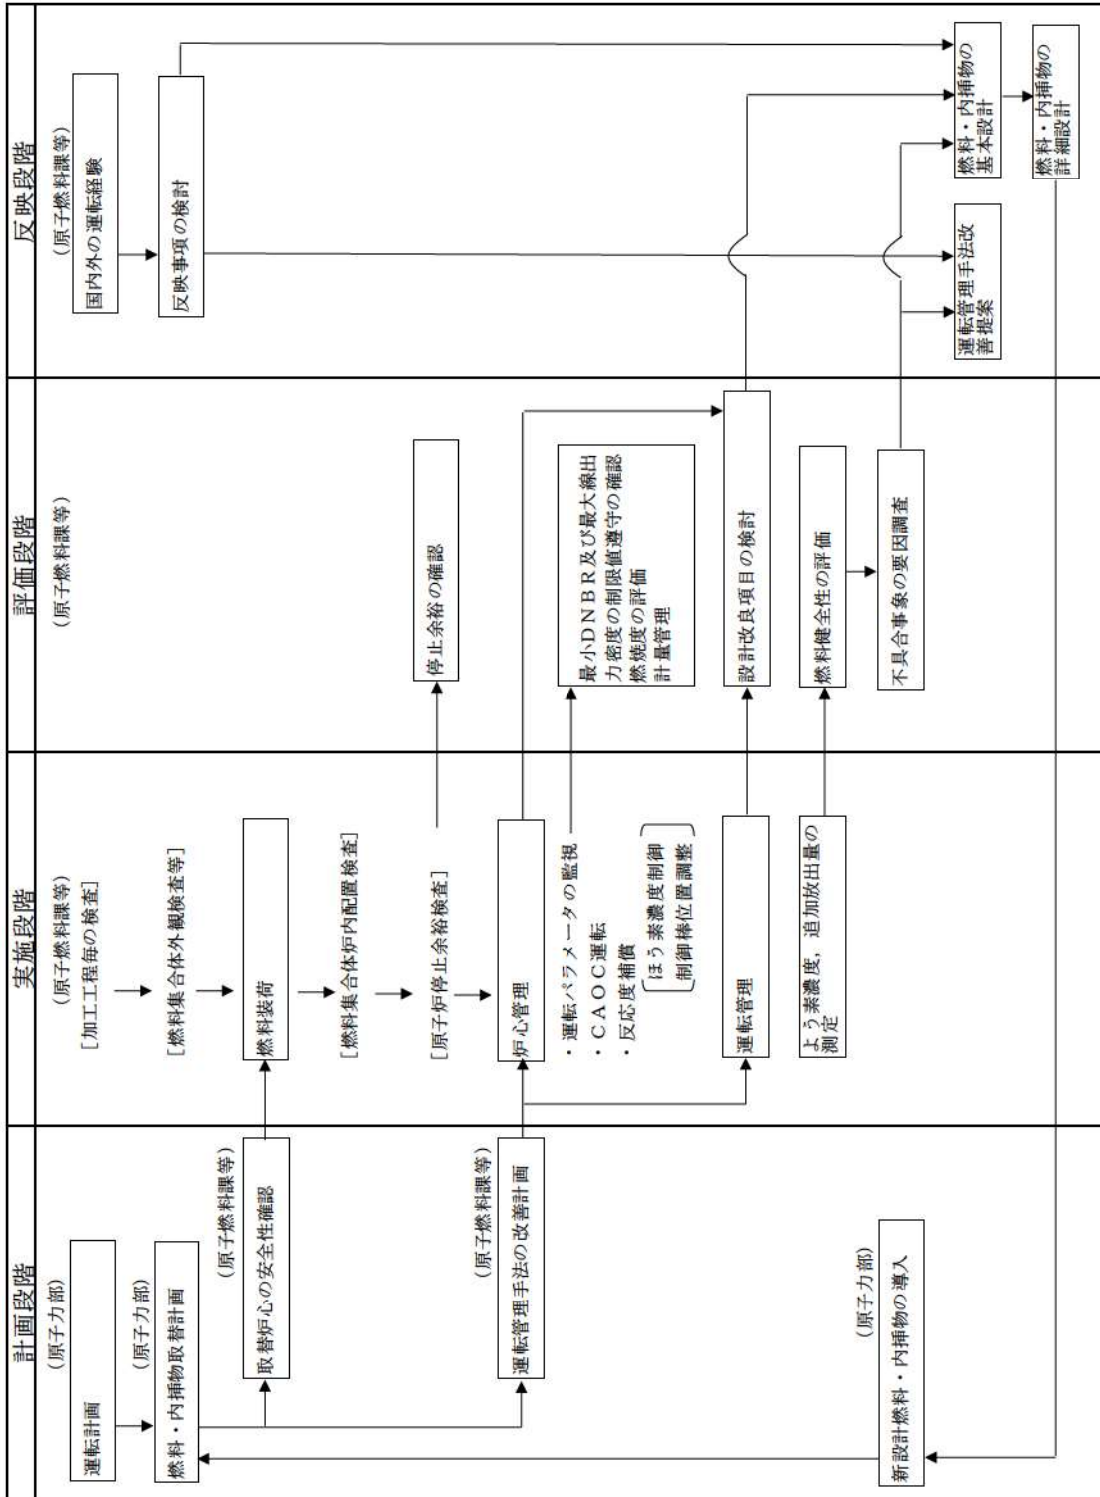 計画段階
(原子力部)
運転計画
(原子力部)
燃料・内挿物取替計画
(原子燃料課等)
取替炉心の安全性確認
(原子燃料課等)
運転管理手法の改善計画
(原子力部)
新設計燃料・内挿物の導入
実施段階
(原子燃料課等)
[加工工程毎の検査]
[燃料集合体外観検査等]
燃料装荷
[燃料集合体炉内配置検査]
[原子炉停止余裕検査]
炉心管理
・運転パラメータの監視
・CAOC運転
・反応度補償
ほう素濃度制御
制御棒位置調整
運転管理
よう素濃度，追加放出量の
測定
評価段階
(原子燃料課等)
停止余裕の確認
最小DNBR及び最大線出
力密度の制限値遵守の確認
燃焼度の評価
計量管理
設計改良項目の検討
燃料健全性の評価
不具合事象の要因調査
反映段階
(原子燃料課等)
国内外の運転経験
反映事項の検討
運転管理手法改
善提案
燃料・内挿物の
基本設計
燃料・内挿物の
詳細設計